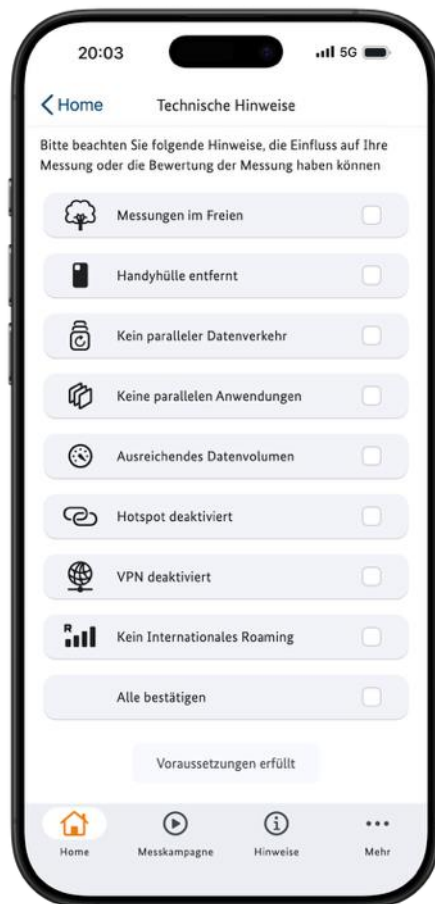 20:03
5G
Home
Technische Hinweise
Bitte beachten Sie folgende Hinweise, die Einfluss auf Ihre
Messung oder die Bewertung der Messung haben können
Messungen im Freien
Handyhülle entfernt
Kein paralleler Datenverkehr
Keine parallelen Anwendungen
Ausreichendes Datenvolumen
Hotspot deaktiviert
VPN deaktiviert
R
Kein Internationales Roaming
Alle bestätigen
Voraussetzungen erfüllt
Home
Messkampagne
Hinweise
Mehr